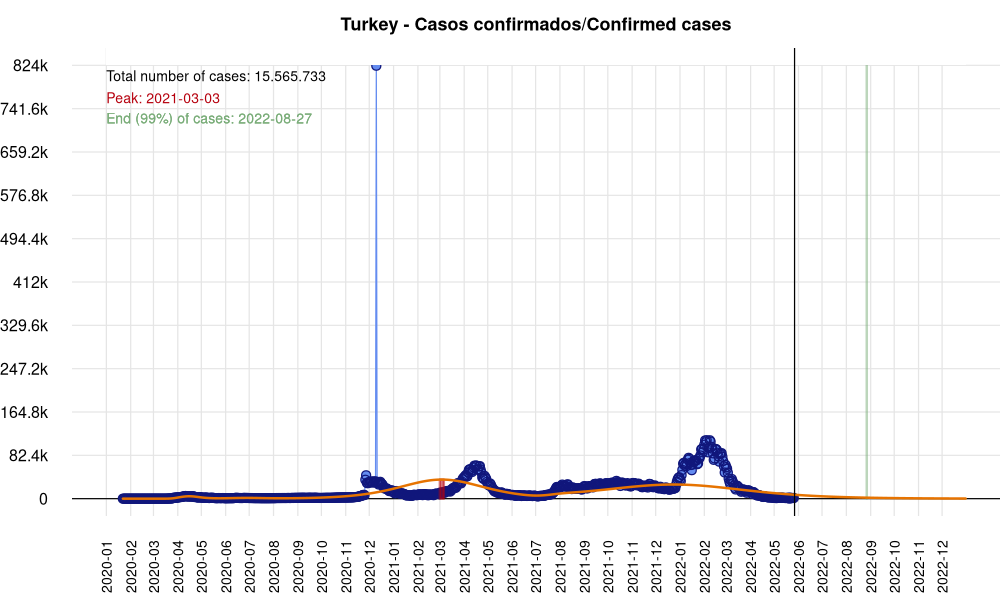 Turkey - Casos confirmados/Confirmed cases
824k
741.6k
659.2k
576.8k
494.4k
412k
329.6k
247.2k
164.8k
82.4k
0
Total number of cases: 15.565.733
Peak: 2021-03-03
End (99%) of cases: 2022-08-27
2020-01
2020-02
2020-03
2020-04
2020-05
2020-06
2020-07
2020-08
2020-09
2020-10
2020-11
2020-12
2021-01
2021-02
2021-03
2021-04
2021-05
2021-06
2021-07
2021-08
2021-09
2021-10
2021-11
2021-12
2022-01
2022-02
2022-03
2022-04
2022-05
2022-06
2022-07
2022-08
2022-09
2022-10
2022-11
2022-12